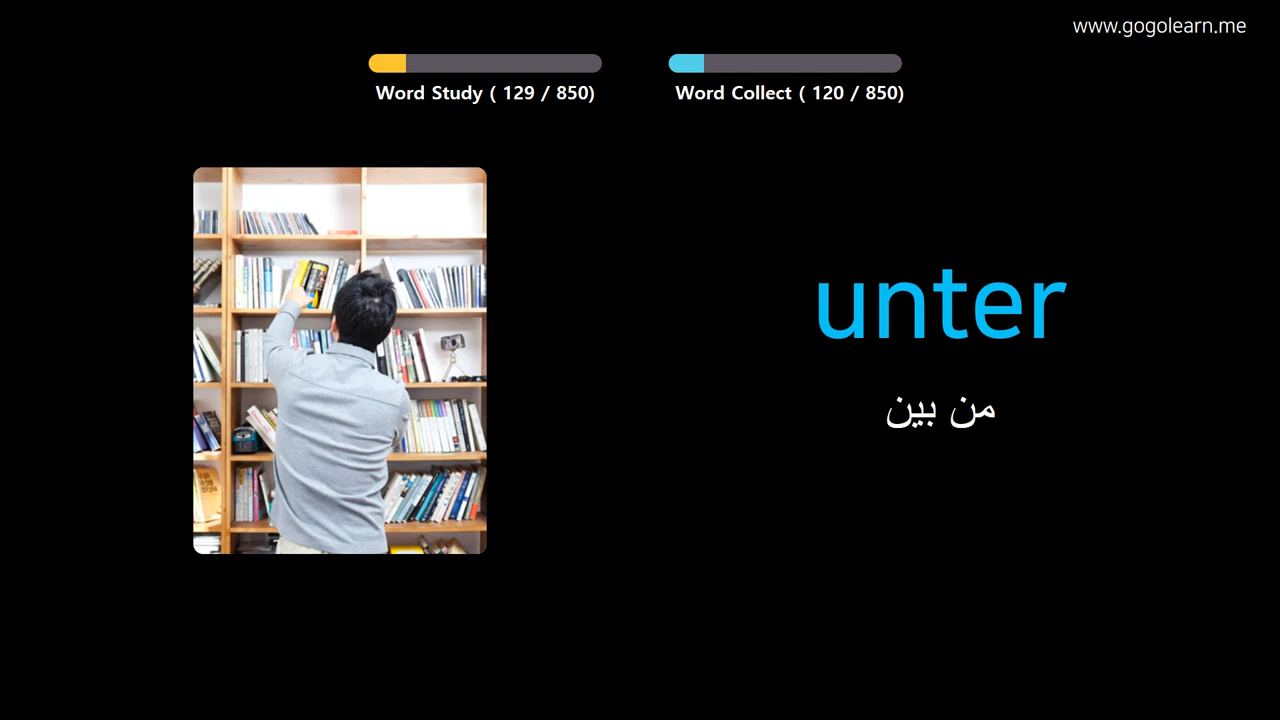 www.gogolearn.me
Word Study ( 129 / 850)
Word Collect ( 120 / 850)
unter
من بين